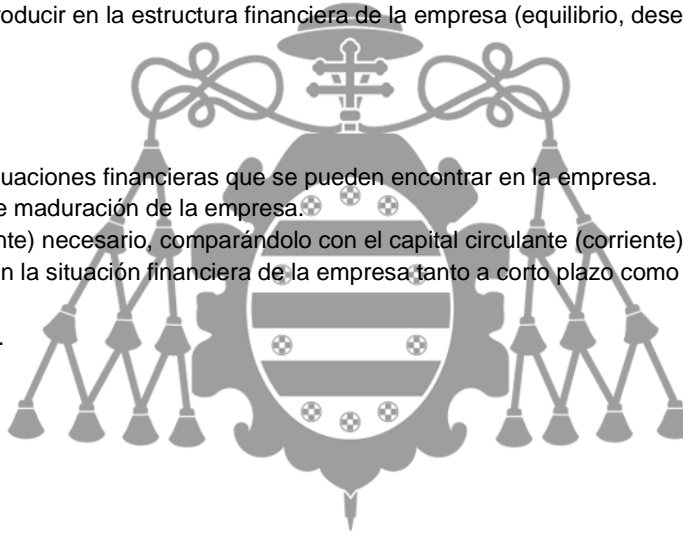 roducir en la estructura financiera de la empresa (equilibrio, dese
uaciones financieras que se pueden encontrar en la empresa.
e maduración de la empresa.
nte) necesario, comparándolo con el capital circulante (corriente)
n la situación financiera de la empresa tanto a corto plazo como
.